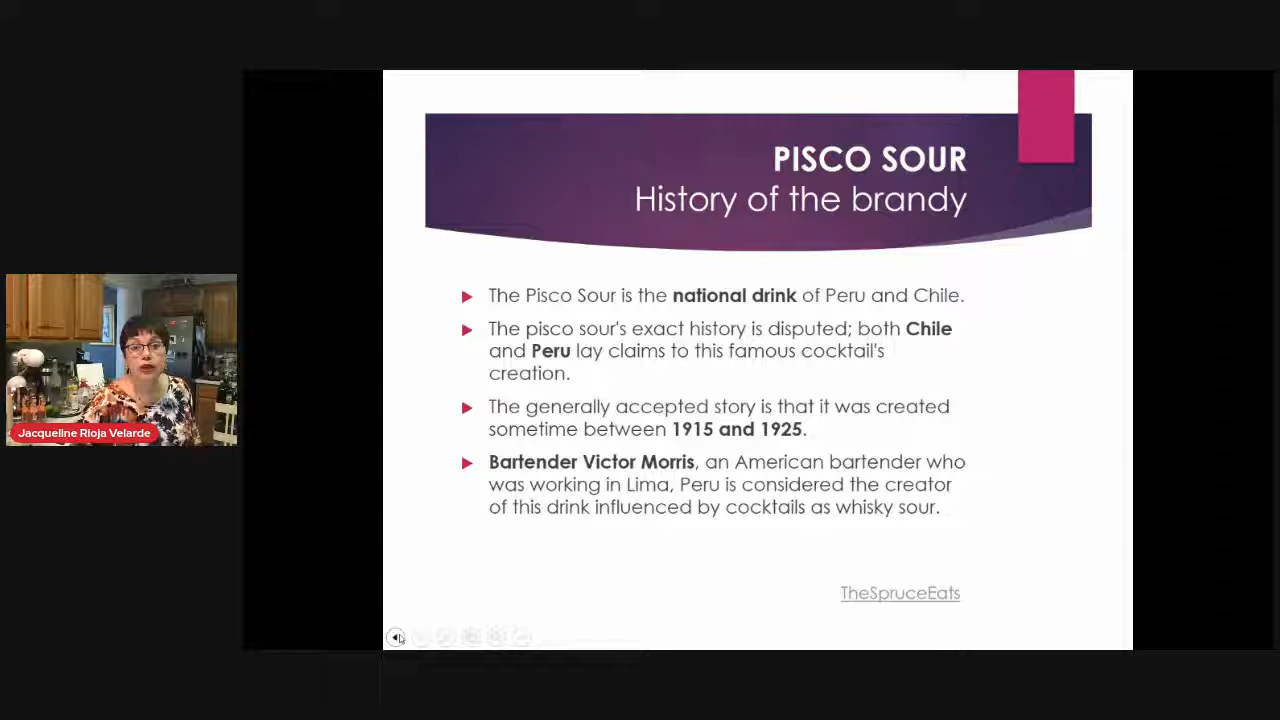 PISCO SOUR
History of the brandy
The Pisco Sour is the national drink of Peru and Chile.
The pisco sour's exact history is disputed; both Chile
and Peru lay claims to this famous cocktail's
creation.
The generally accepted story is that it was created
sometime between 1915 and 1925.
Bartender Victor Morris, an American bartender who
was working in Lima, Peru is considered the creator
of this drink influenced by cocktails as whisky sour.
TheSpruceEats
Jacqueline Rioja Velarde